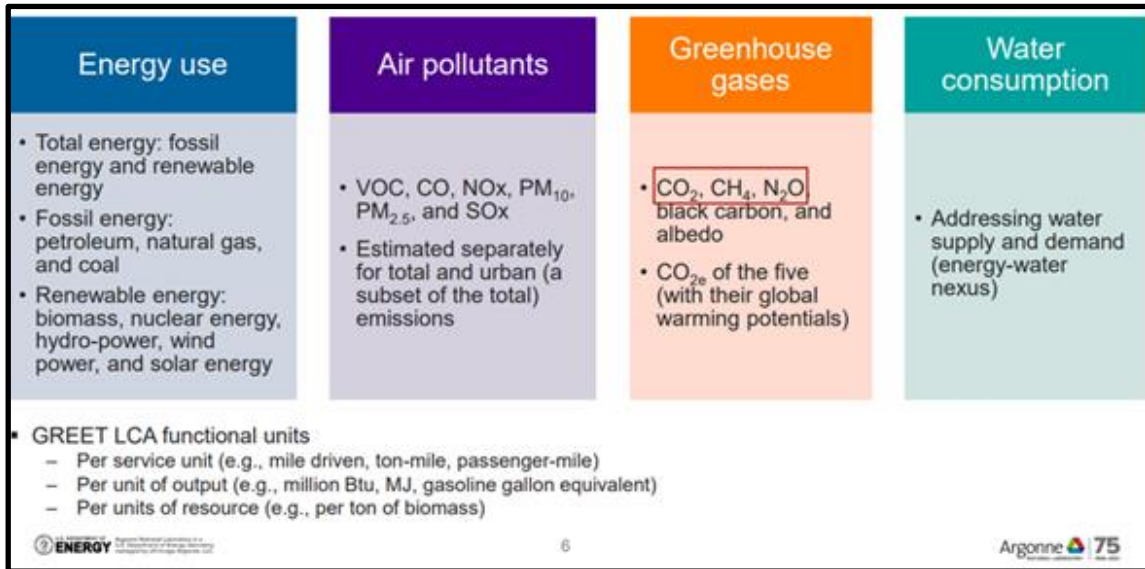 Energy use
• Total energy: fossil
energy and renewable
energy
• Fossil energy:
petroleum, natural gas,
and coal
• Renewable energy:
biomass, nuclear energy,
hydro-power, wind
power, and solar energy
Air pollutants
• VOC, CO, NOx, PM₁₀,
PM₂.₅, and SOx
• Estimated separately
for total and urban (a
subset of the total)
emissions
Greenhouse
gases
• CO₂, CH₄, N₂O,
black carbon, and
albedo
• CO₂ₑ of the five
(with their global
warming potentials)
Water
consumption
• Addressing water
supply and demand
(energy-water
nexus)
▪ GREET LCA functional units
– Per service unit (e.g., mile driven, ton-mile, passenger-mile)
– Per unit of output (e.g., million Btu, MJ, gasoline gallon equivalent)
– Per units of resource (e.g., per ton of biomass)
ENERGY
6
Argonne 75